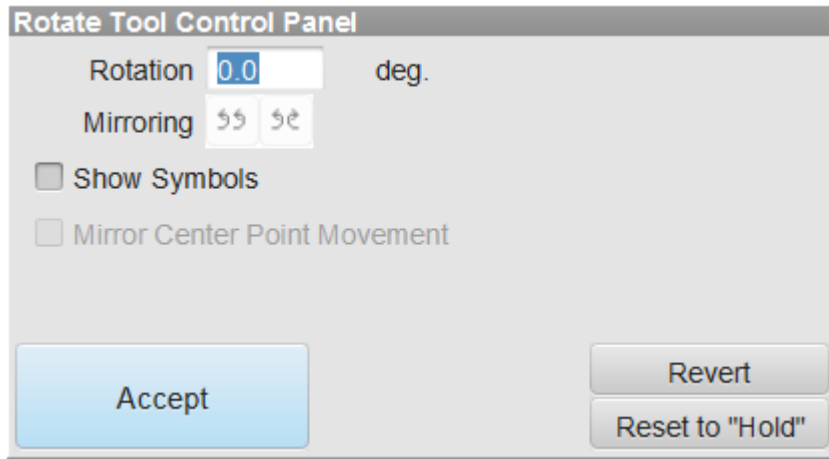 Rotate Tool Control Panel
Rotation 0.0 deg.
Mirroring
Show Symbols
Mirror Center Point Movement
Accept
Revert
Reset to "Hold"